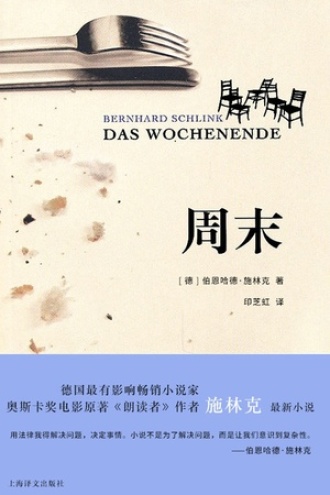 BERNHARD SCHLINK
DAS WOCHENENDE
周末
[德]伯恩哈德·施林克 著
印芝虹 译
德国最有影响畅销小说家
奥斯卡奖电影原著《朗读者》作者 施林克 最新小说
用法律我得解决问题，决定事情。小说不是为了解决问题，而是让我们意识到复杂性。
——伯恩哈德·施林克
上海译文出版社